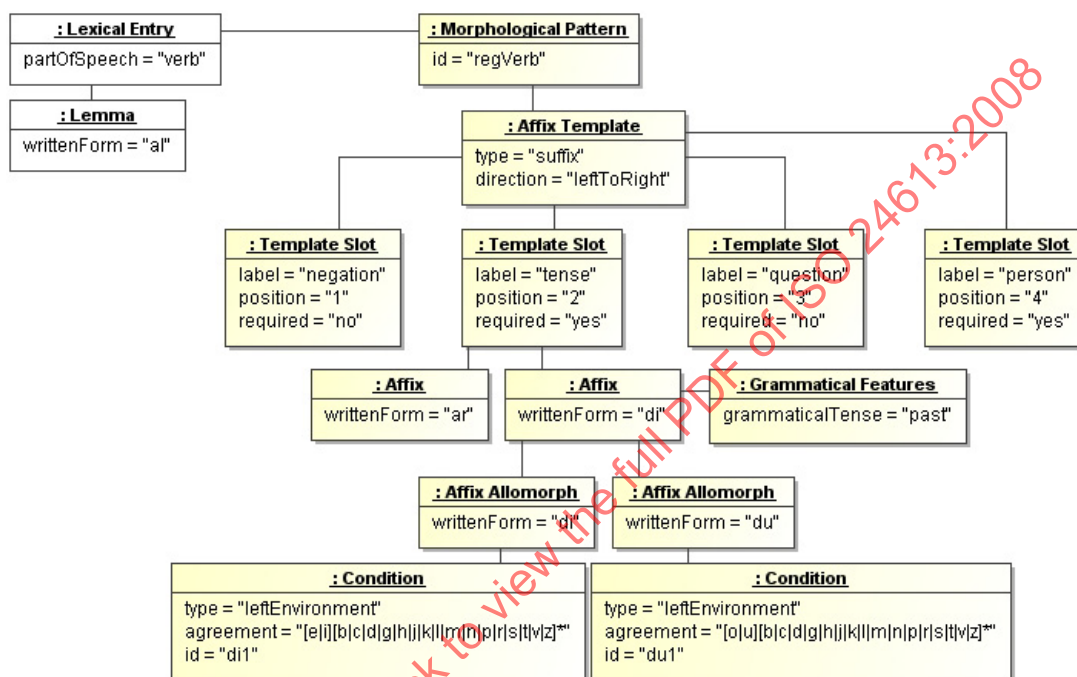 : Lexical Entry
partOfSpeech = "verb"
: Morphological Pattern
id = "regVerb"
: Lemma
writtenForm = "al"
: Affix Template
type = "suffix"
direction = "leftToRight"
: Template Slot
label = "negation"
position = "1"
required = "no"
: Template Slot
label = "tense"
position = "2"
required = "yes"
: Template Slot
label = "question"
position = "3"
required = "no"
: Template Slot
label = "person"
position = "4"
required = "yes"
: Affix
writtenForm = "ar"
: Affix
writtenForm = "di"
: Grammatical Features
grammaticalTense = "past"
: Affix Allomorph
writtenForm = "di"
: Affix Allomorph
writtenForm = "du"
: Condition
type = "leftEnvironment"
agreement = "[e|i][b|c|d|g|h|j|k|l|m|n|p|r|s|t|v|z]*"
id = "di1"
: Condition
type = "leftEnvironment"
agreement = "[o|u][b|c|d|g|h|j|k|l|m|n|p|r|s|t|v|z]*"
id = "du1"
to view the full PDF of ISO 24613:2008